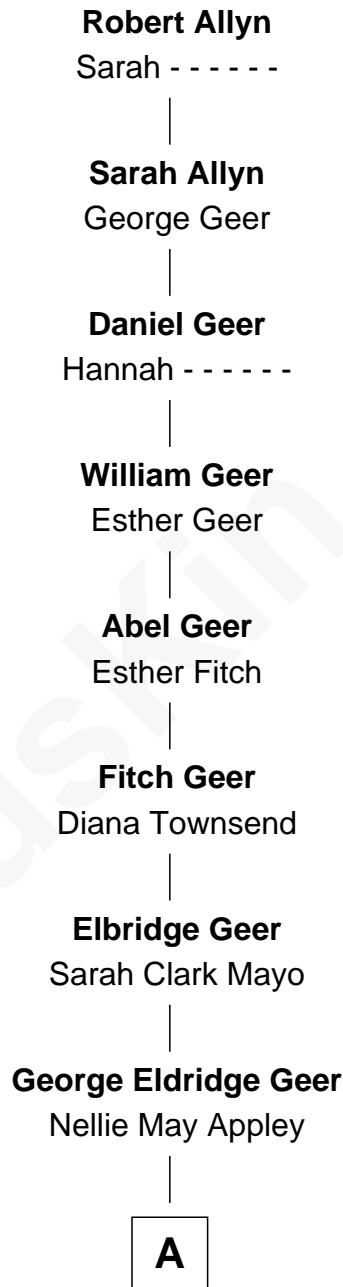 Robert Allyn
Sarah - - - - - -
Sarah Allyn
George Geer
Daniel Geer
Hannah - - - - - -
William Geer
Esther Geer
Abel Geer
Esther Fitch
Fitch Geer
Diana Townsend
Elbridge Geer
Sarah Clark Mayo
George Eldridge Geer
Nellie May Appley
A